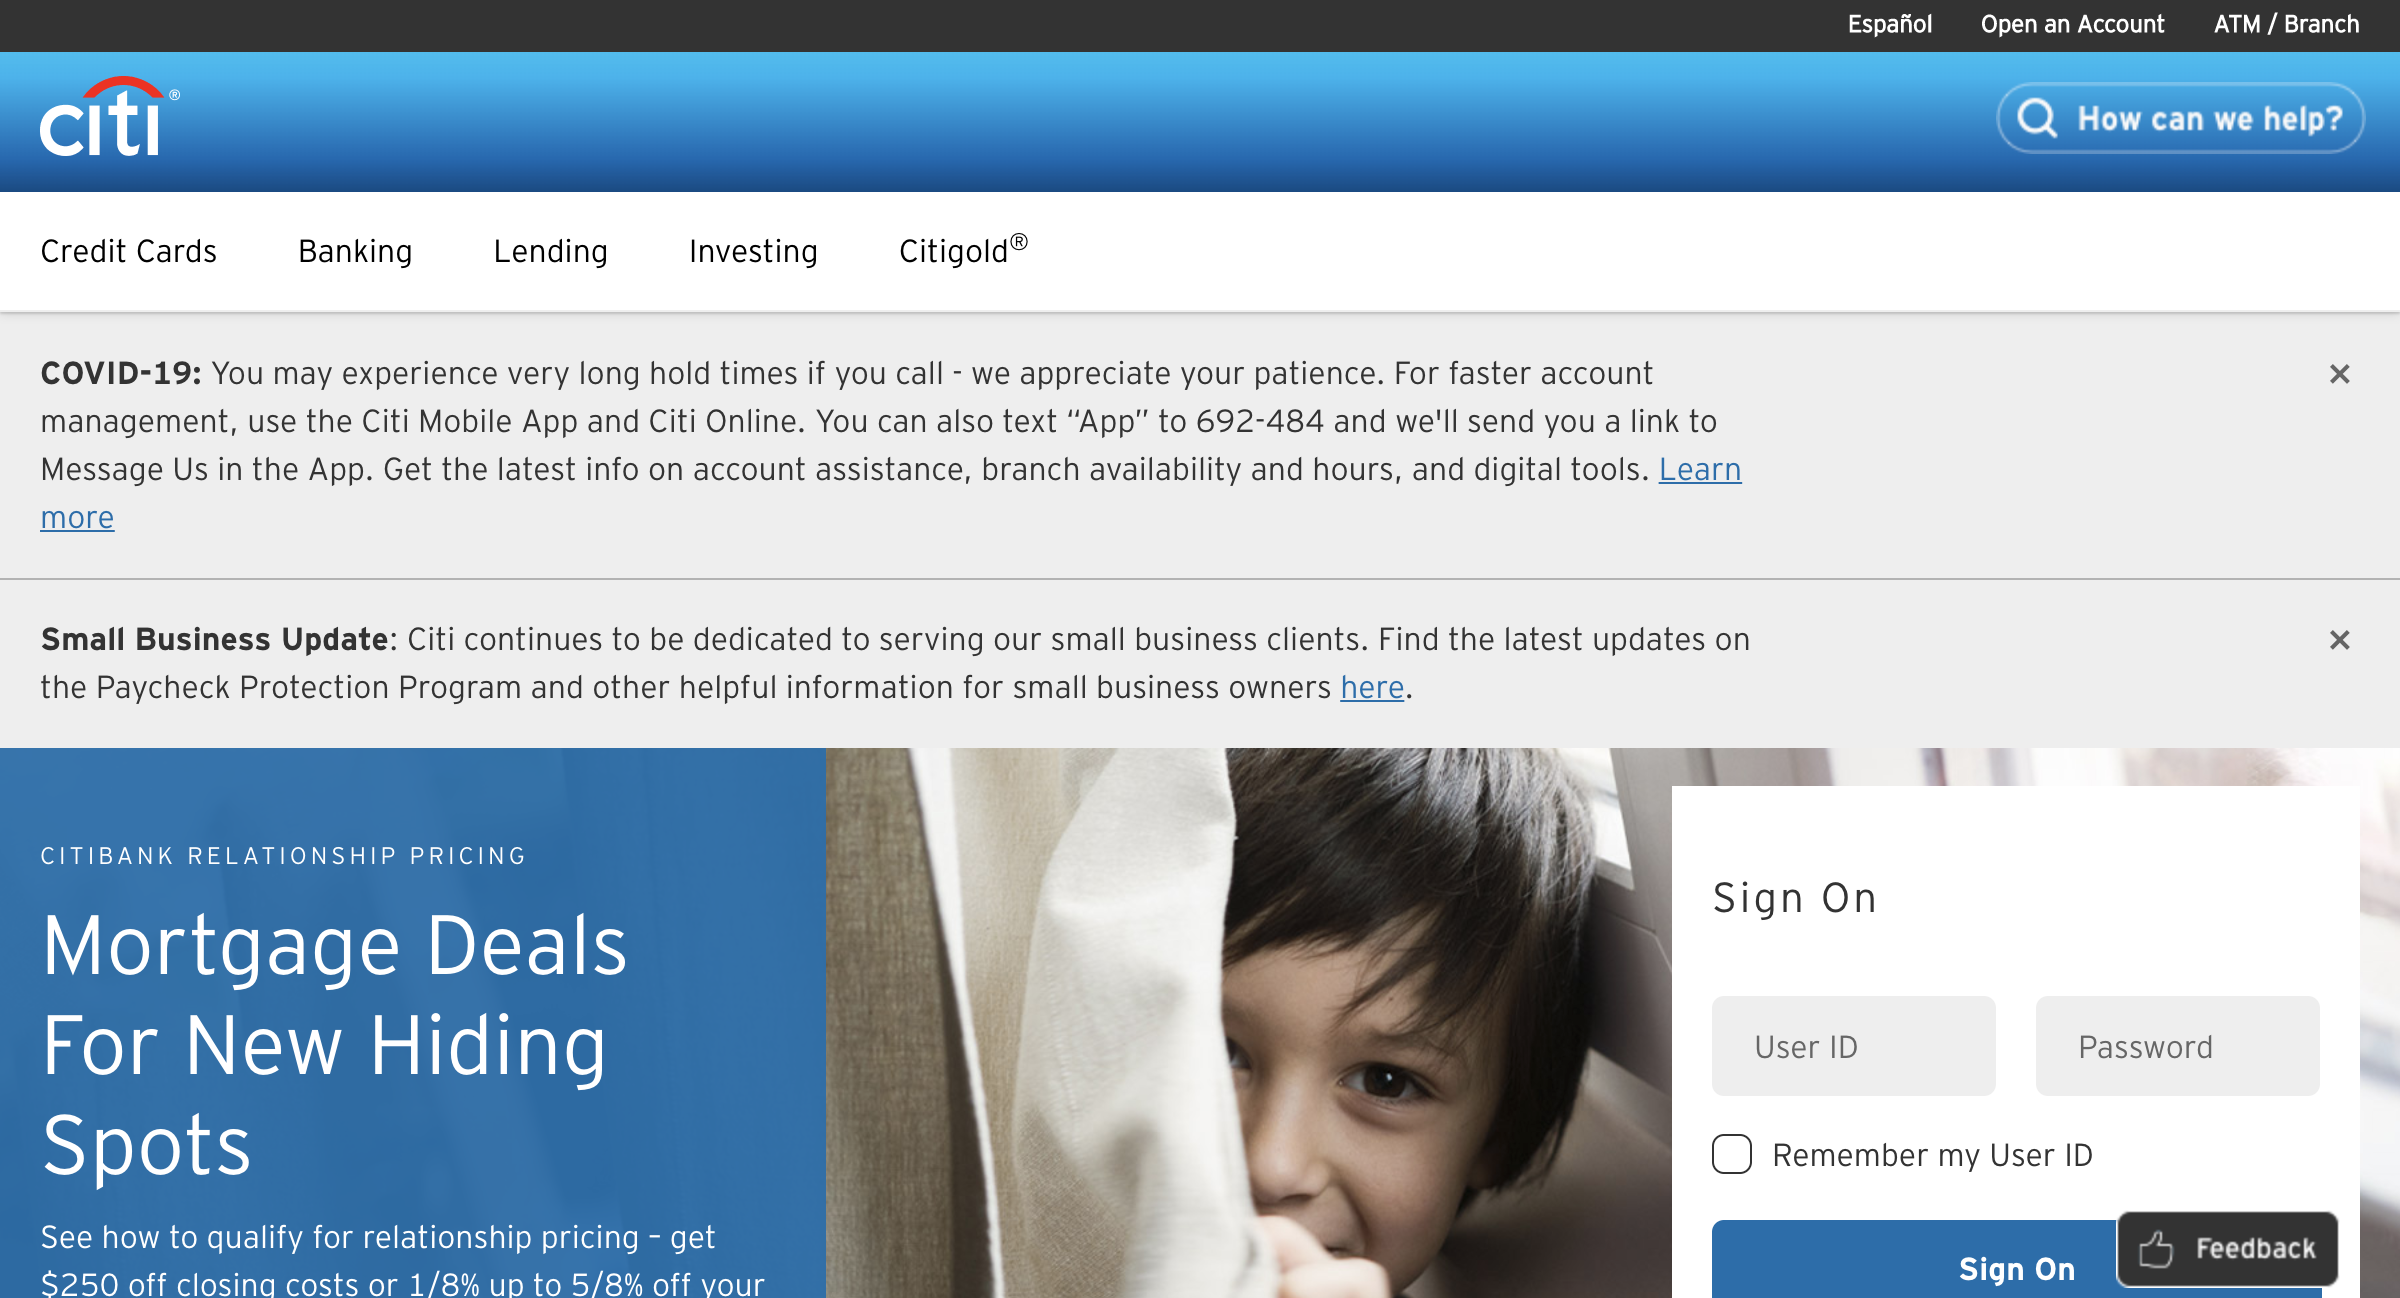 Español Open an Account ATM / Branch
citi®
How can we help?
Credit Cards Banking Lending Investing Citigold®
COVID-19: You may experience very long hold times if you call - we appreciate your patience. For faster account
management, use the Citi Mobile App and Citi Online. You can also text “App” to 692-484 and we'll send you a link to
Message Us in the App. Get the latest info on account assistance, branch availability and hours, and digital tools. Learn
more
Small Business Update: Citi continues to be dedicated to serving our small business clients. Find the latest updates on
the Paycheck Protection Program and other helpful information for small business owners here.
CITIBANK RELATIONSHIP PRICING
Mortgage Deals
For New Hiding
Spots
See how to qualify for relationship pricing – get
$250 off closing costs or 1/8% up to 5/8% off your
Sign On
User ID
Password
Remember my User ID
Sign On
Feedback